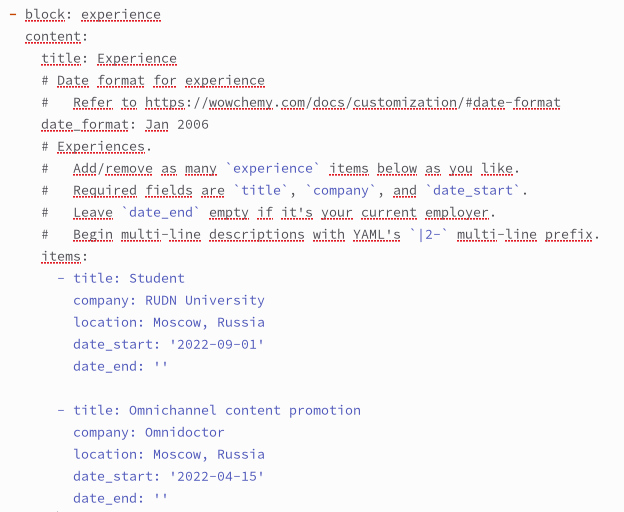 - block: experience
content:
title: Experience
# Date format for experience
#   Refer to https://wowchemy.com/docs/customization/#date-format
date_format: Jan 2006
# Experiences.
#   Add/remove as many `experience` items below as you like.
#   Required fields are `title`, `company`, and `date_start`.
#   Leave `date_end` empty if it's your current employer.
#   Begin multi-line descriptions with YAML's `|2-` multi-line prefix.
items:
- title: Student
company: RUDN University
location: Moscow, Russia
date_start: '2022-09-01'
date_end: ''
- title: Omnichannel content promotion
company: Omnidoctor
location: Moscow, Russia
date_start: '2022-04-15'
date_end: ''